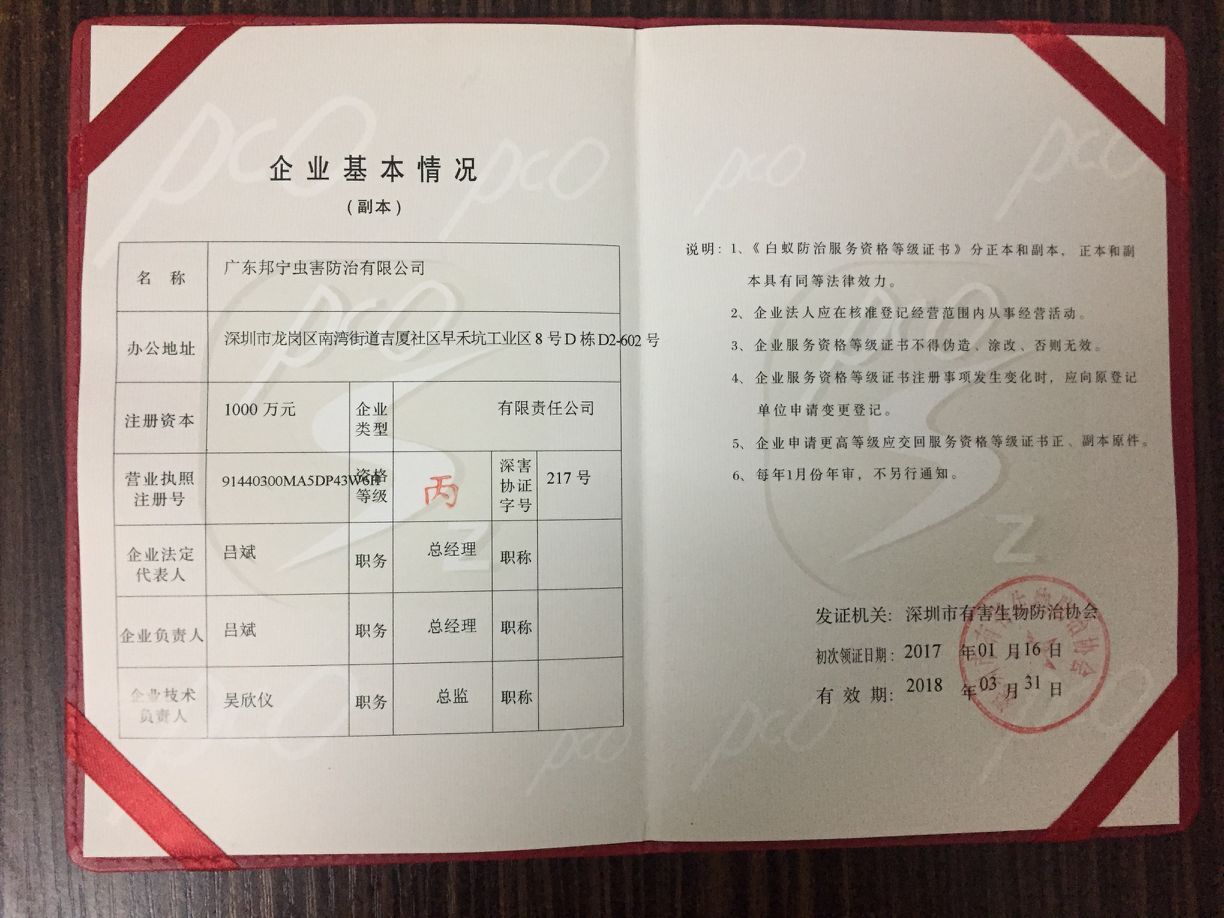 企业基本情况
(副本)
名 称 广东邦宁虫害防治有限公司
办公地址 深圳市龙岗区南湾街道吉厦社区早禾坑工业区8号D栋D2-602号
注册资本 1000万元 企业类型 有限责任公司
营业执照注册号 91440300MA5DP43W6H 资格等级 丙 深害协证字号 217号
企业法定代表人 吕斌 职务 总经理 职称
企业负责人 吕斌 职务 总经理 职称
企业技术负责人 吴欣仪 职务 总监 职称
说明:1、《白蚁防治服务资格等级证书》分正本和副本,正本和副
本具有同等法律效力。
2、企业法人应在核准登记经营范围内从事经营活动。
3、企业服务资格等级证书不得伪造、涂改、否则无效。
4、企业服务资格等级证书注册事项发生变化时,应向原登记
单位申请变更登记。
5、企业申请更高等级应交回服务资格等级证书正、副本原件。
6、每年1月份年审,不另行通知。
发证机关:深圳市有害生物防治协会
初次领证日期:2017年01月16日
有效期:2018年03月31日